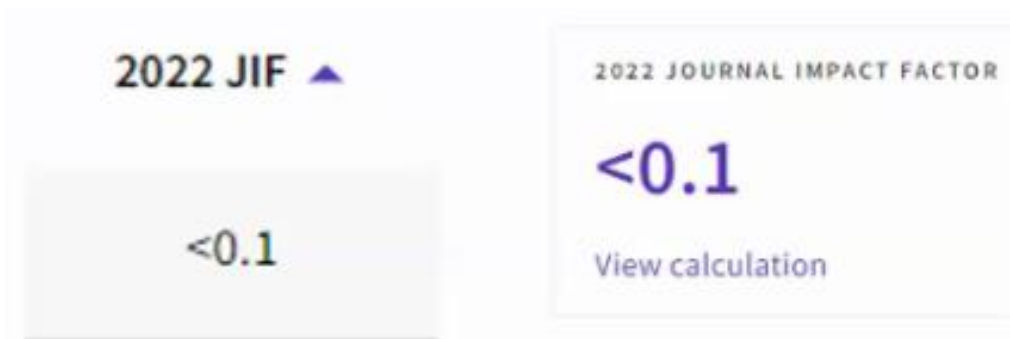 2022 JIF
<0.1
2022 JOURNAL IMPACT FACTOR
<0.1
View calculation